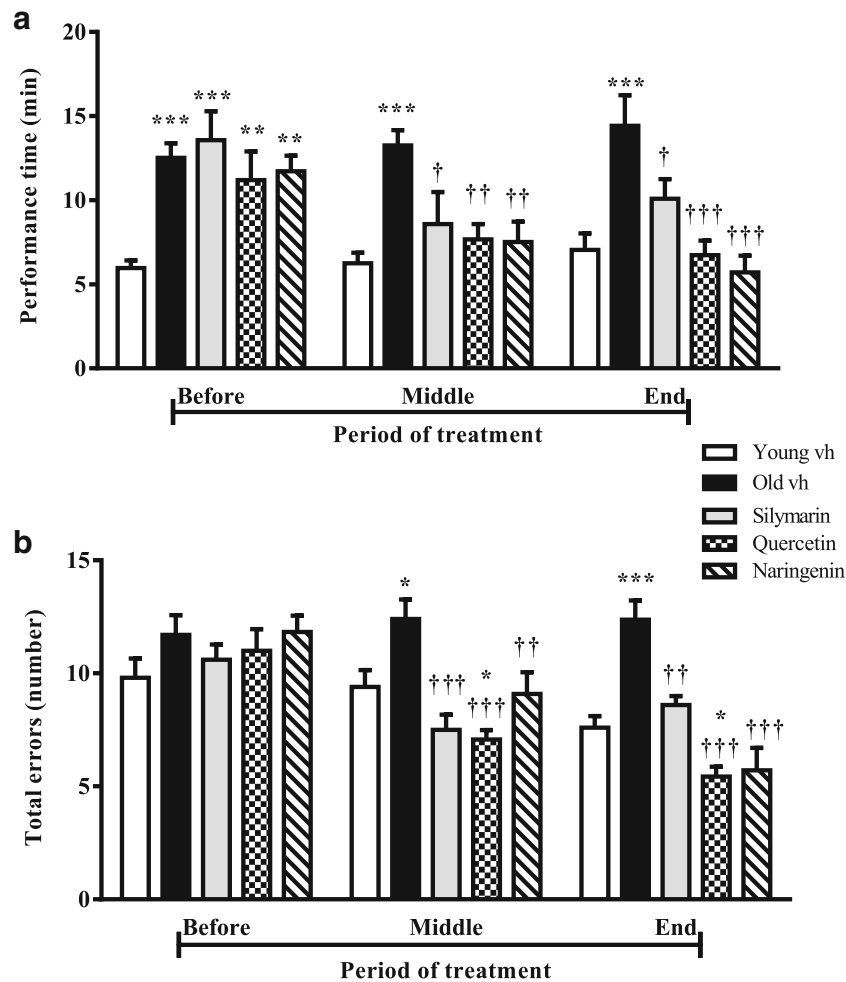 a
Performance time (min)
20
15
10
5
0
*** *** ** ** *** † †† †† *** † ††† †††
Before Middle End
Period of treatment
Young vh
Old vh
Silymarin
Quercetin
Naringenin
b
Total errors (number)
15
10
5
0
* ††† * ††† †† *** †† * ††† †††
Before Middle End
Period of treatment